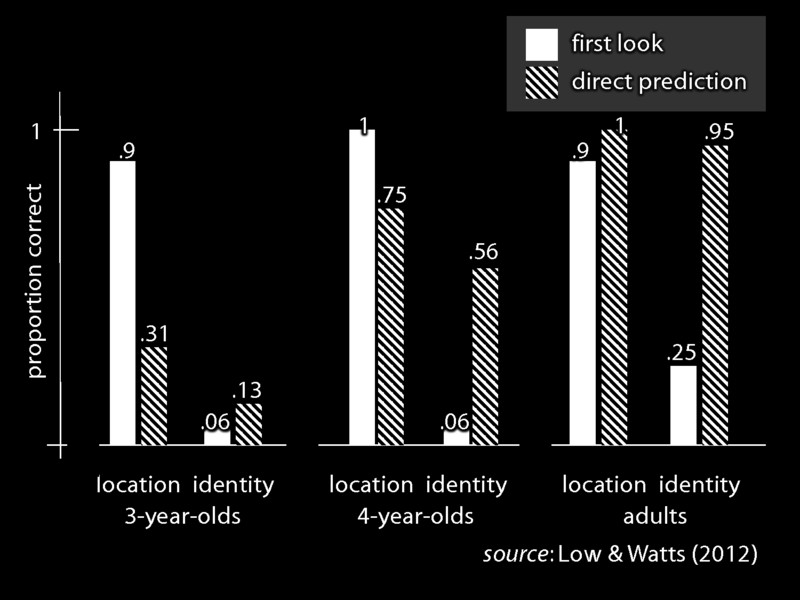 first look
direct prediction
1
proportion correct
.9
.31
.06
.13
1
.75
.06
.56
.9
1
.25
.95
location identity
3-year-olds
location identity
4-year-olds
location identity
adults
source: Low & Watts (2012)